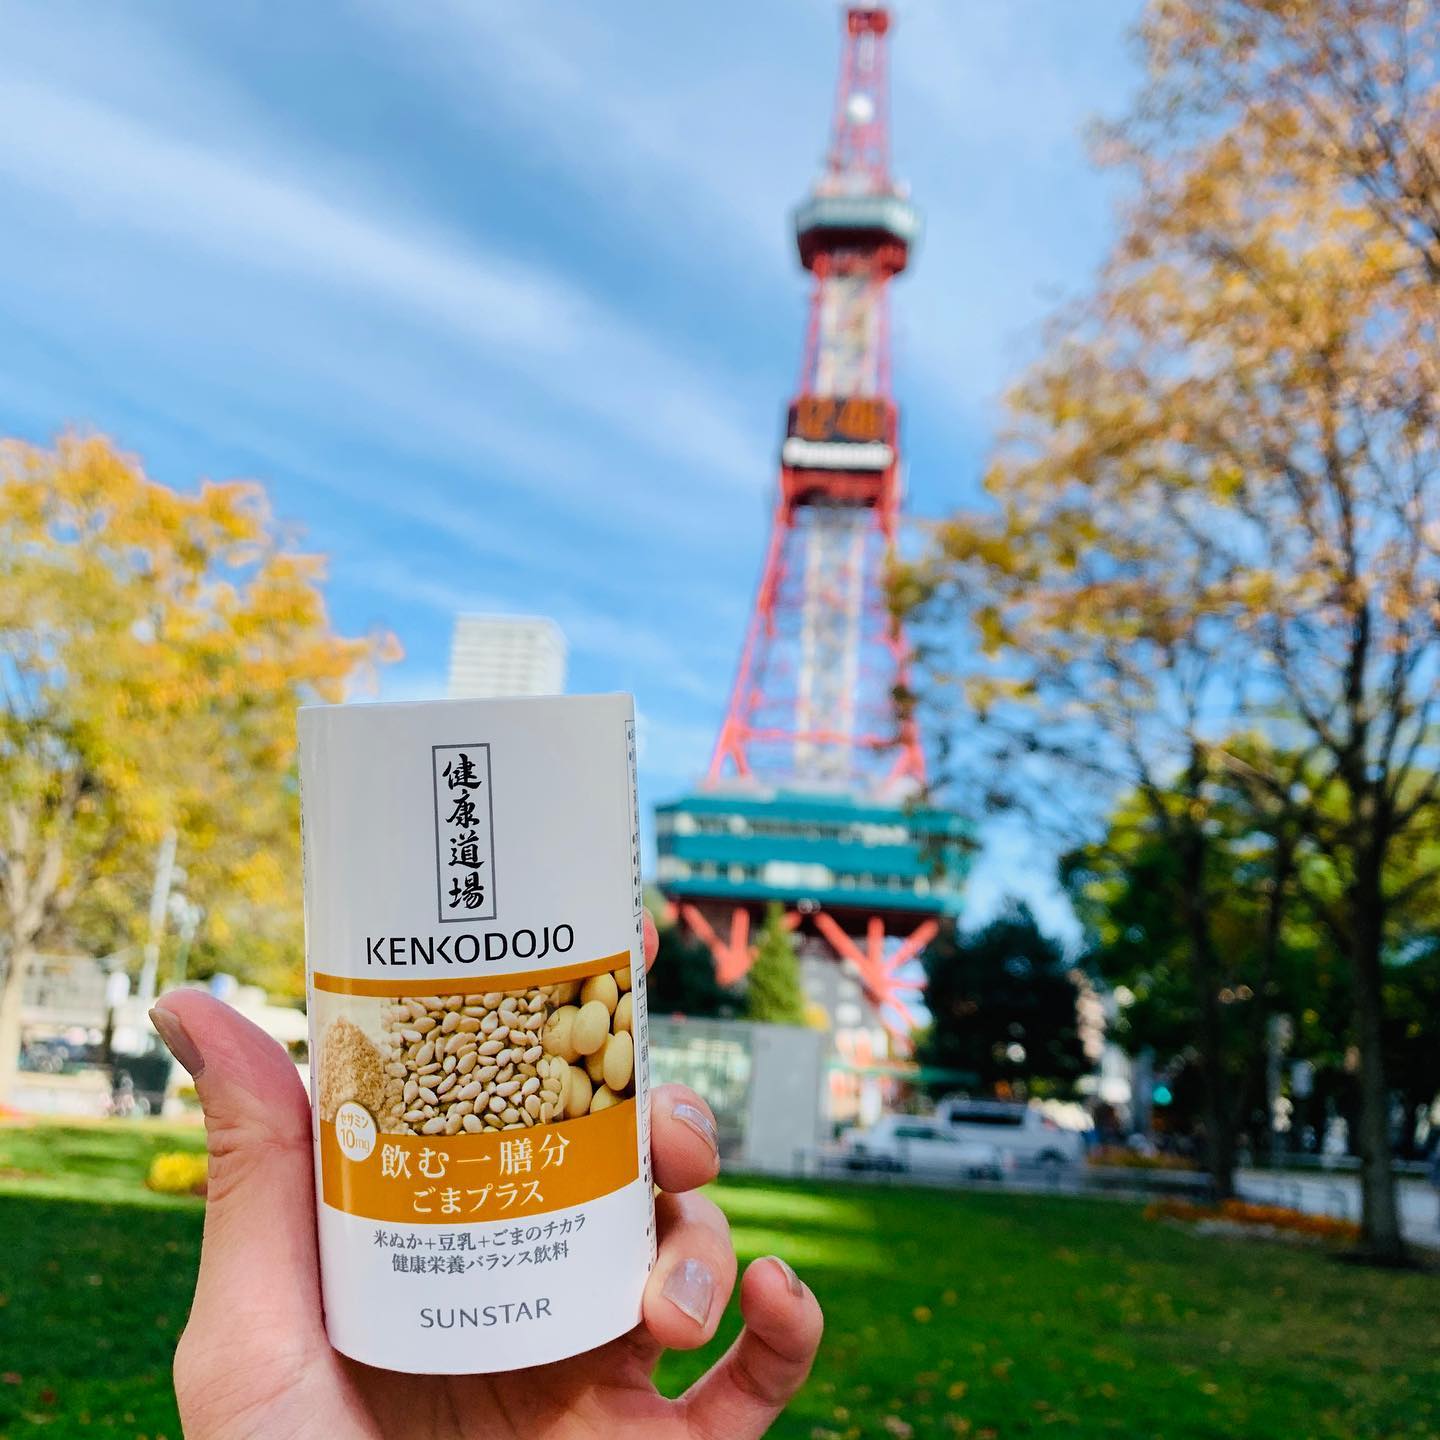 Panasonic
健康道場
KENKODOJO
セサミン
10mg
飲む一膳分
ごまプラス
米ぬか+豆乳+ごまのチカラ
健康栄養バランス飲料
SUNSTAR